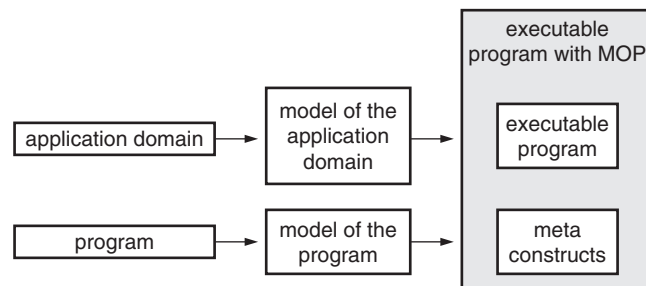 executable
program with MOP
application domain
model of the
application
domain
executable
program
program
model of the
program
meta
constructs